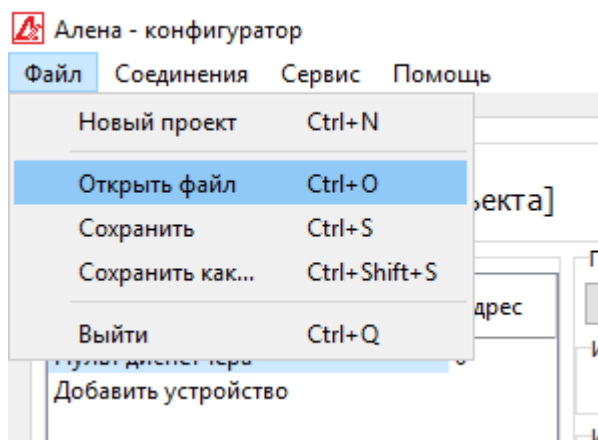 Алена - конфигуратор
Файл Соединения Сервис Помощь
Новый проект Ctrl+N
Открыть файл Ctrl+O
ъекта]
Сохранить Ctrl+S
Сохранить как... Ctrl+Shift+S
дрес
Выйти Ctrl+Q
Добавить устройство